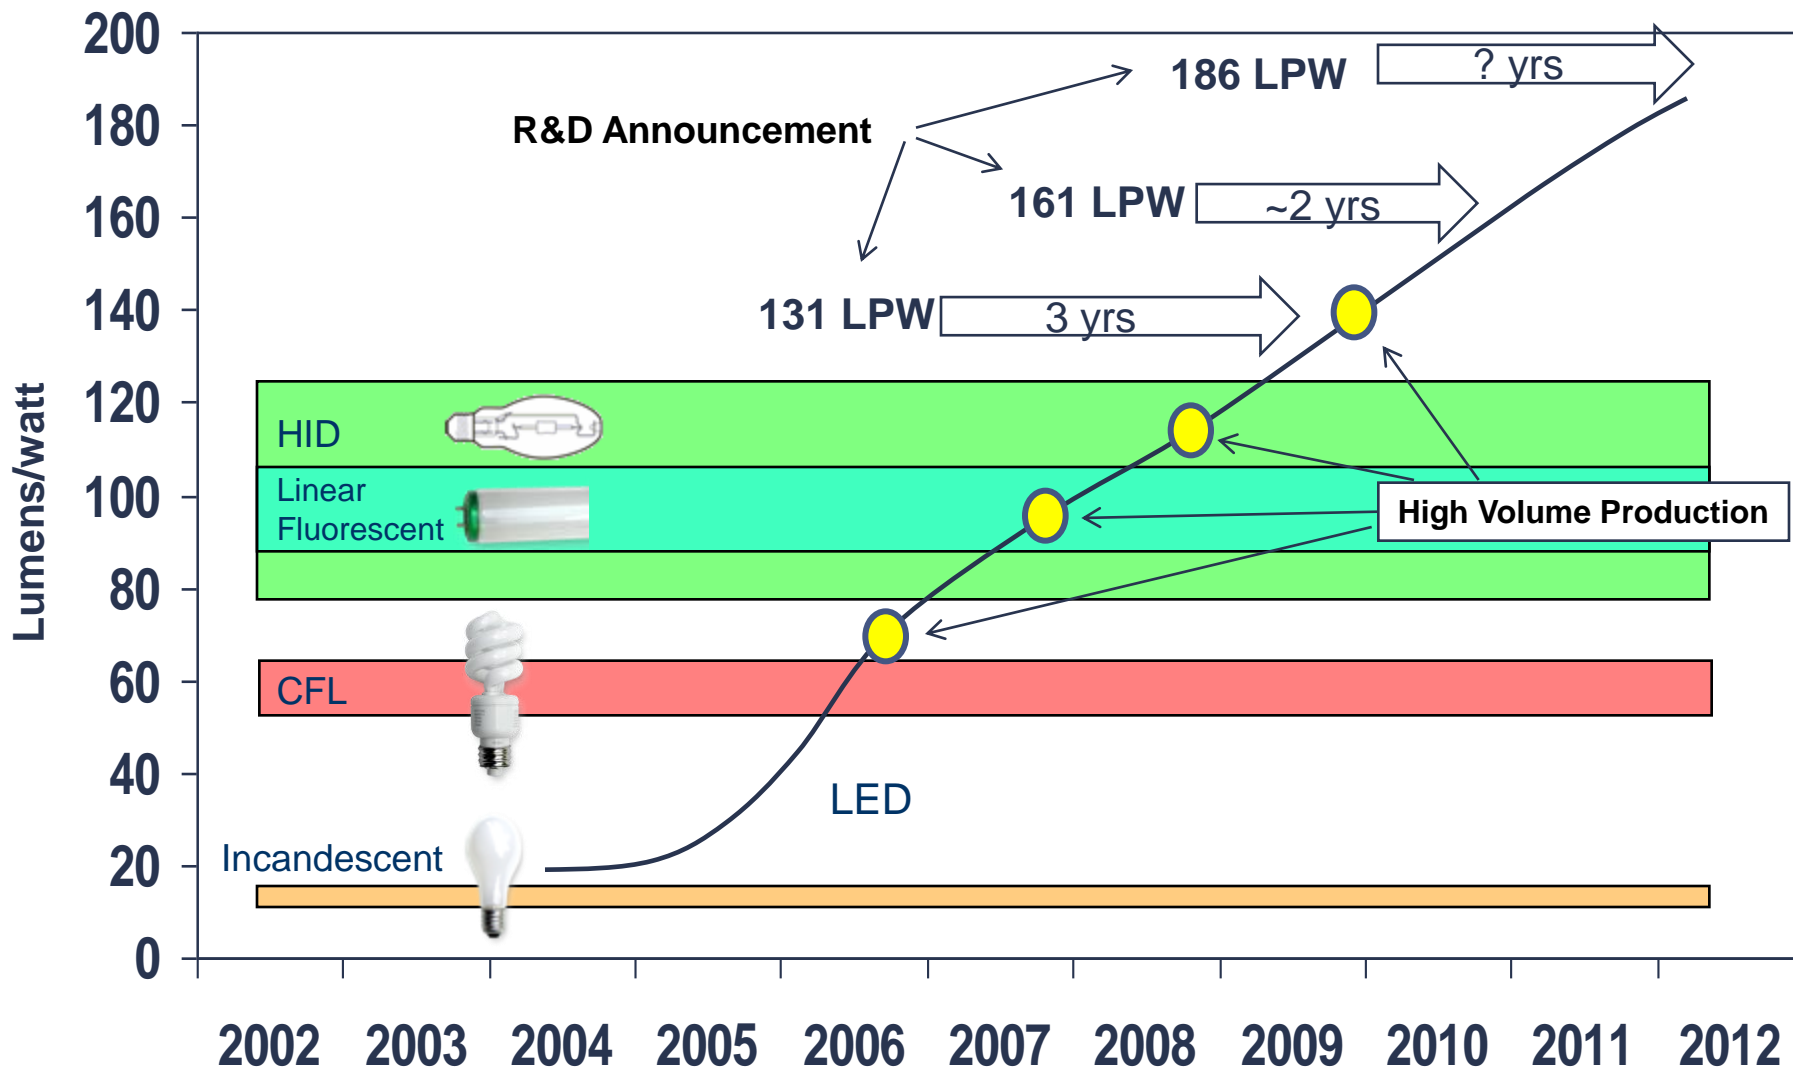 200
186 LPW
? yrs
R&D Announcement
180
161 LPW
~2 yrs
160
131 LPW
3 yrs
140
120
HID
Linear
Fluorescent
100
High Volume Production
80
CFL
60
40
LED
Incandescent
20
0
Lumens/watt
2002 2003 2004 2005 2006 2007 2008 2009 2010 2011 2012